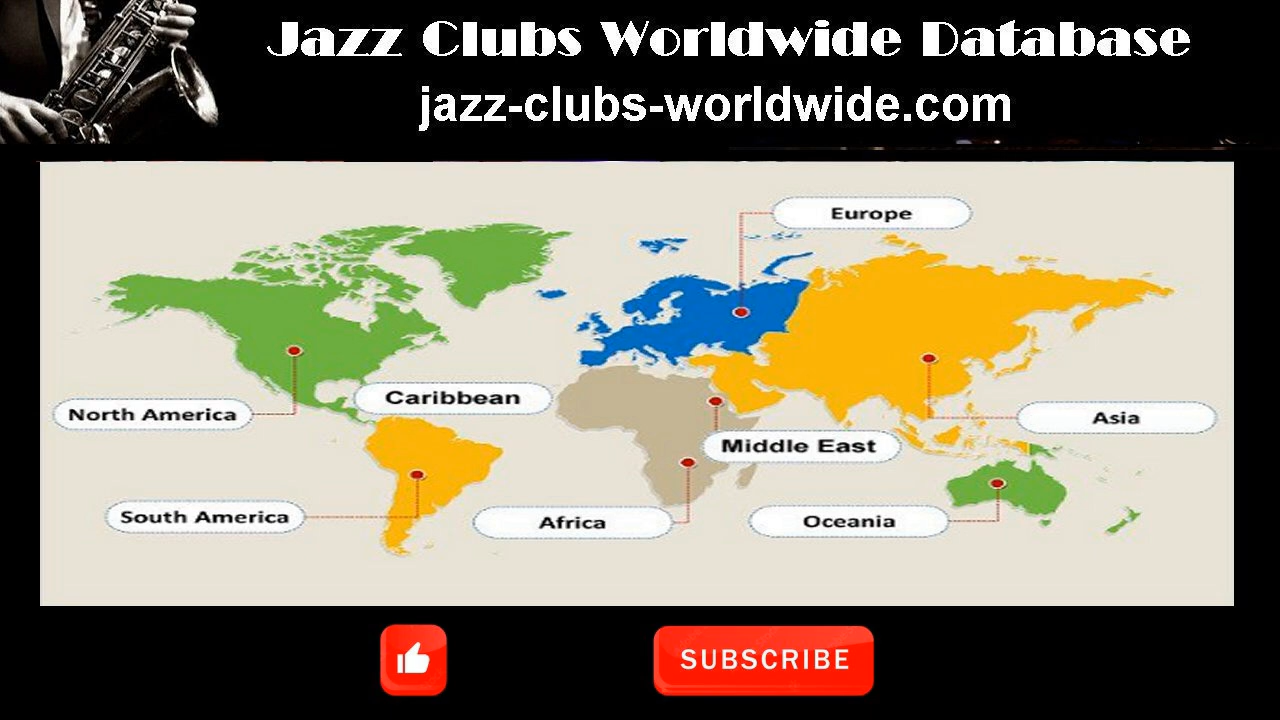 Jazz Clubs Worldwide Database
jazz-clubs-worldwide.com
Europe
Caribbean
North America
Asia
Middle East
South America
Africa
Oceania
SUBSCRIBE